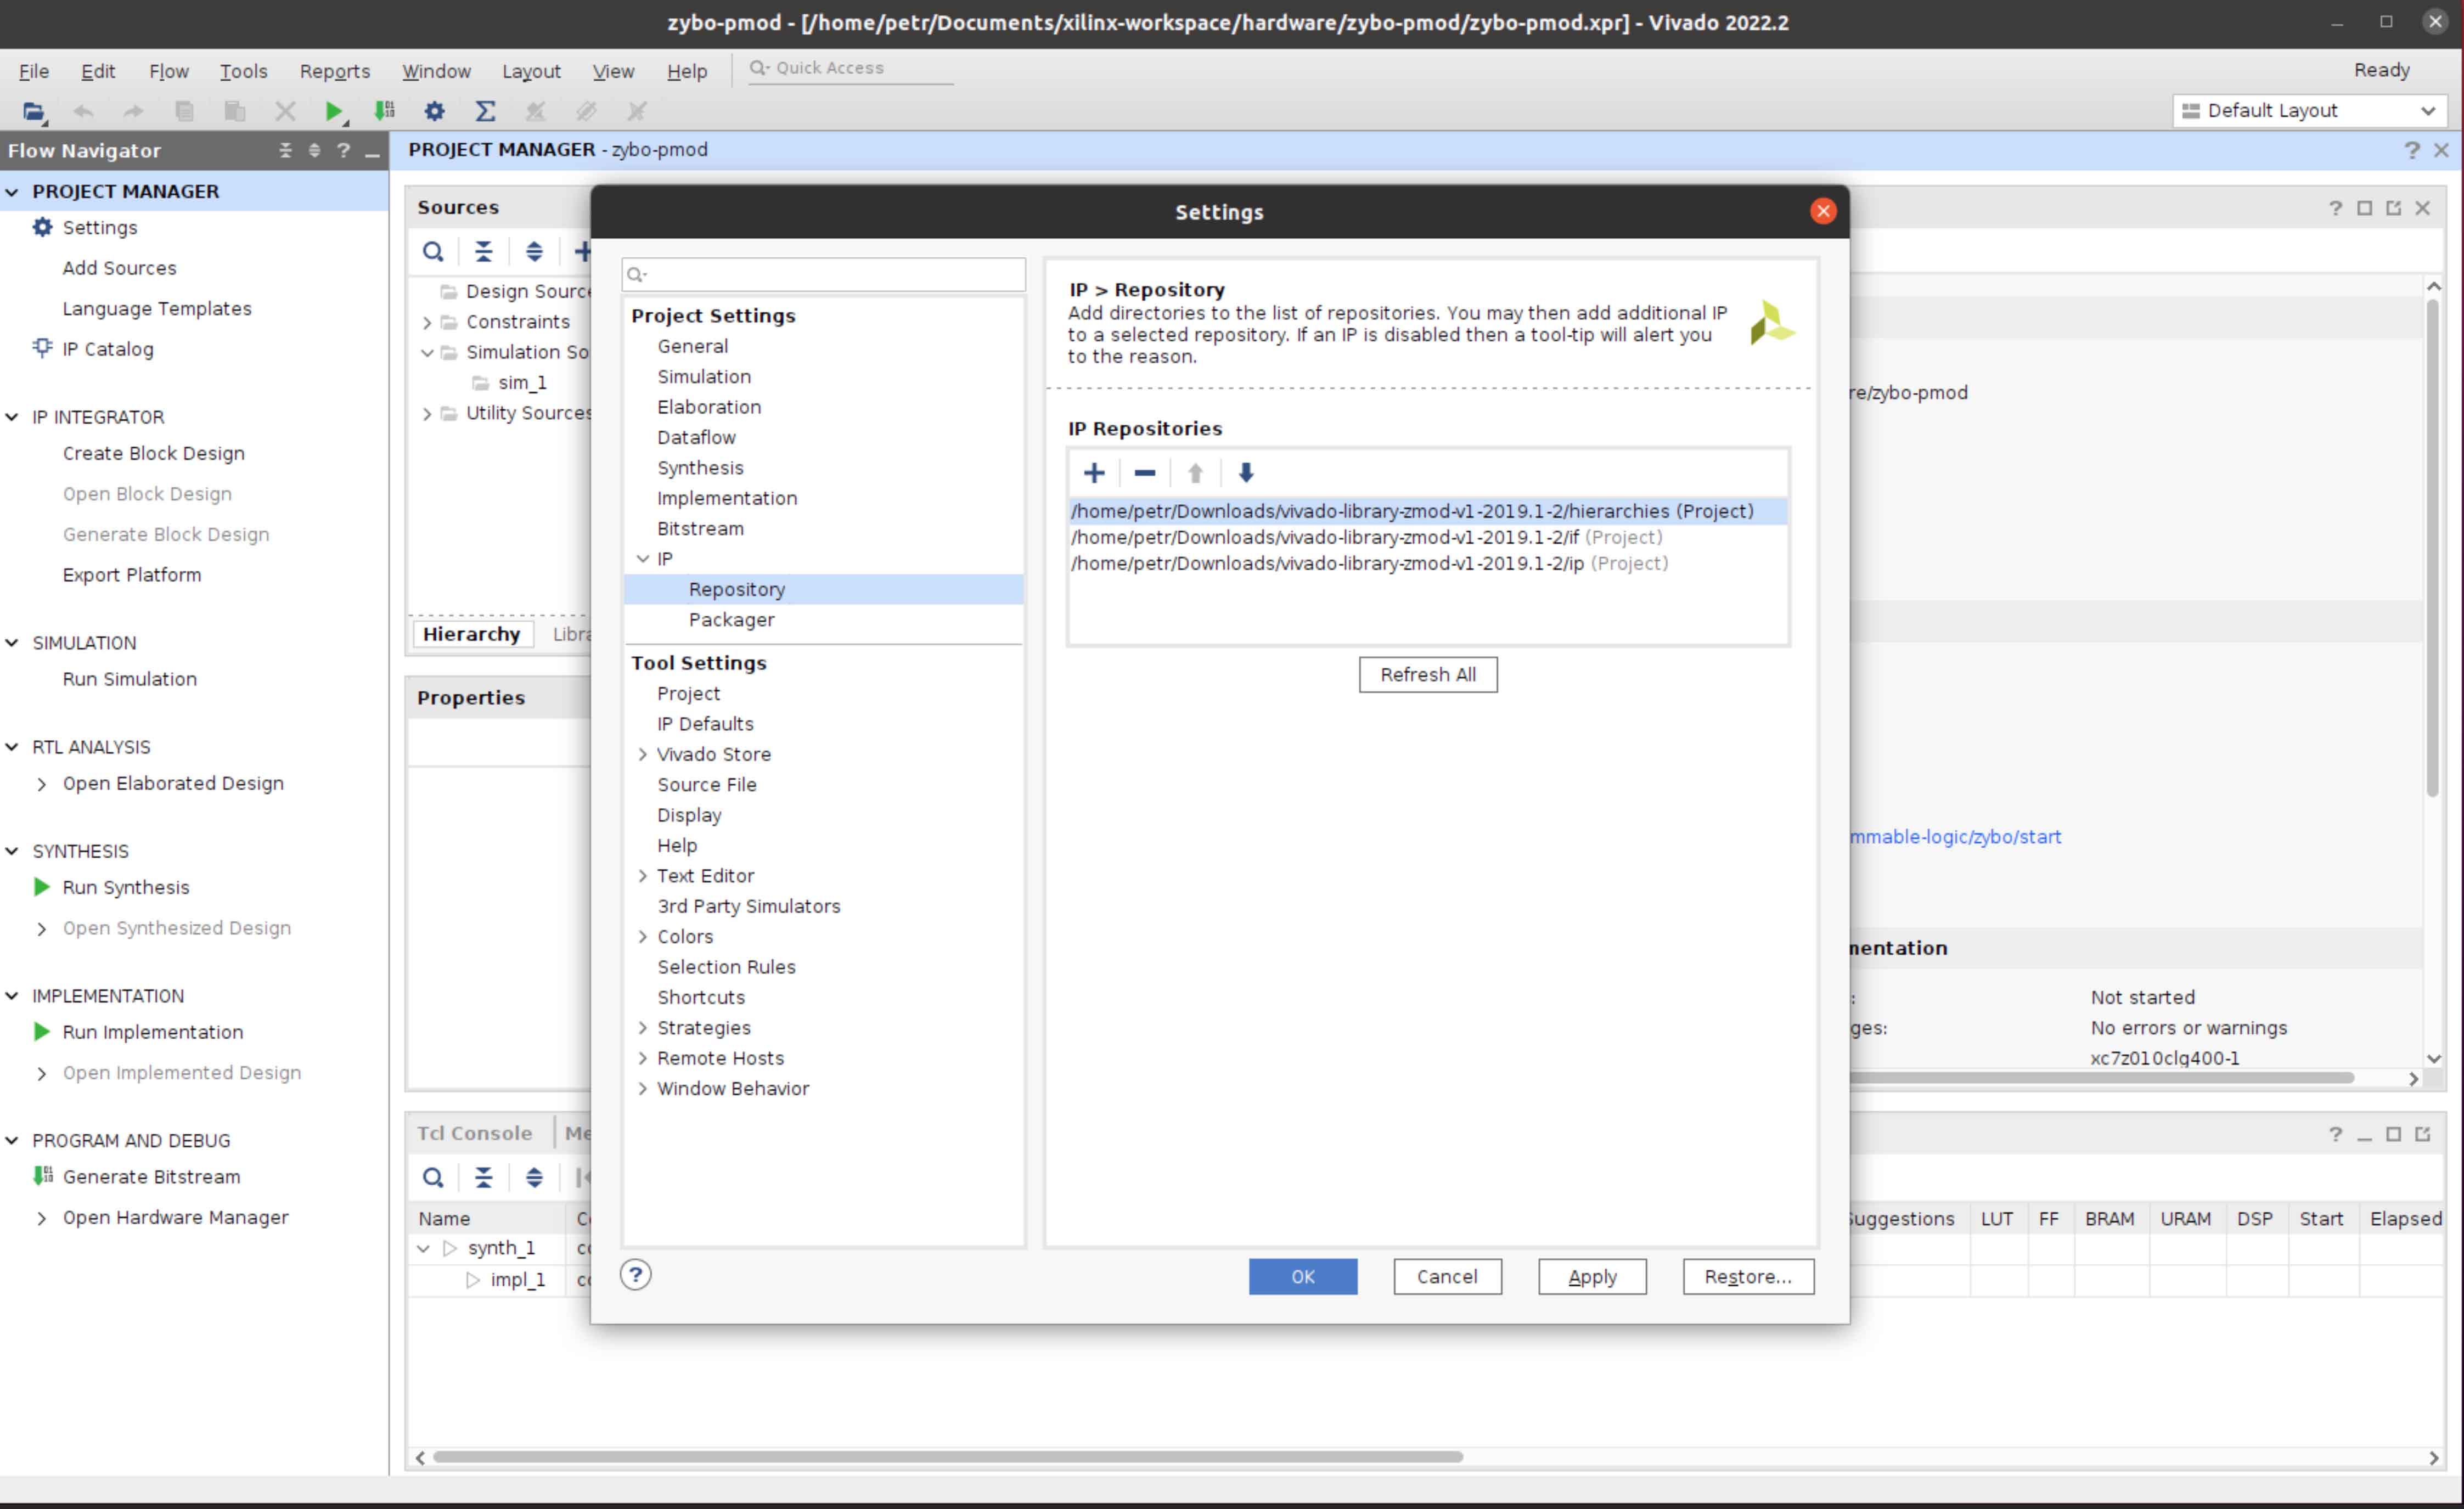 zybo-pmod - [/home/petr/Documents/xilinx-workspace/hardware/zybo-pmod/zybo-pmod.xpr] - Vivado 2022.2
File Edit Flow Tools Reports Window Layout View Help Quick Access Ready
Default Layout
Flow Navigator
PROJECT MANAGER
Settings
Add Sources
Language Templates
IP Catalog
IP INTEGRATOR
Create Block Design
Open Block Design
Generate Block Design
Export Platform
SIMULATION
Run Simulation
RTL ANALYSIS
Open Elaborated Design
SYNTHESIS
Run Synthesis
Open Synthesized Design
IMPLEMENTATION
Run Implementation
Open Implemented Design
PROGRAM AND DEBUG
Generate Bitstream
Open Hardware Manager
PROJECT MANAGER - zybo-pmod
Sources
Design Source
Constraints
Simulation So
sim_1
Utility Sources
Hierarchy Libra
Properties
Settings
Project Settings
General
Simulation
Elaboration
Dataflow
Synthesis
Implementation
Bitstream
IP
Repository
Packager
Tool Settings
Project
IP Defaults
Vivado Store
Source File
Display
Help
Text Editor
3rd Party Simulators
Colors
Selection Rules
Shortcuts
Strategies
Remote Hosts
Window Behavior
IP > Repository
Add directories to the list of repositories. You may then add additional IP
to a selected repository. If an IP is disabled then a tool-tip will alert you
to the reason.
IP Repositories
/home/petr/Downloads/vivado-library-zmod-v1-2019.1-2/hierarchies (Project)
/home/petr/Downloads/vivado-library-zmod-v1-2019.1-2/if (Project)
/home/petr/Downloads/vivado-library-zmod-v1-2019.1-2/ip (Project)
Refresh All
OK Cancel Apply Restore...
re/zybo-pmod
mmable-logic/zybo/start
mentation
: Not started
ges: No errors or warnings
xc7z010clg400-1
Tcl Console Me
Name Co Suggestions LUT FF BRAM URAM DSP Start Elapsed
synth_1 co
impl_1 co